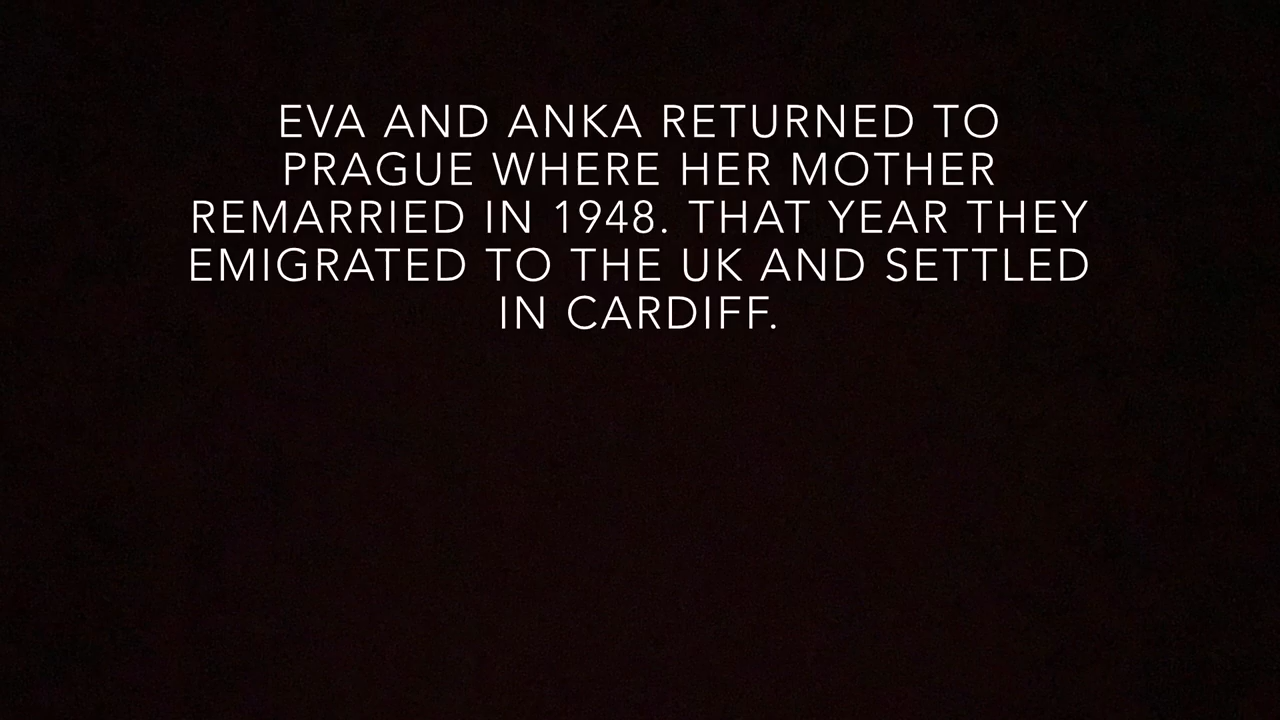 EVA AND ANKA RETURNED TO
PRAGUE WHERE HER MOTHER
REMARRIED IN 1948. THAT YEAR THEY
EMIGRATED TO THE UK AND SETTLED
IN CARDIFF.